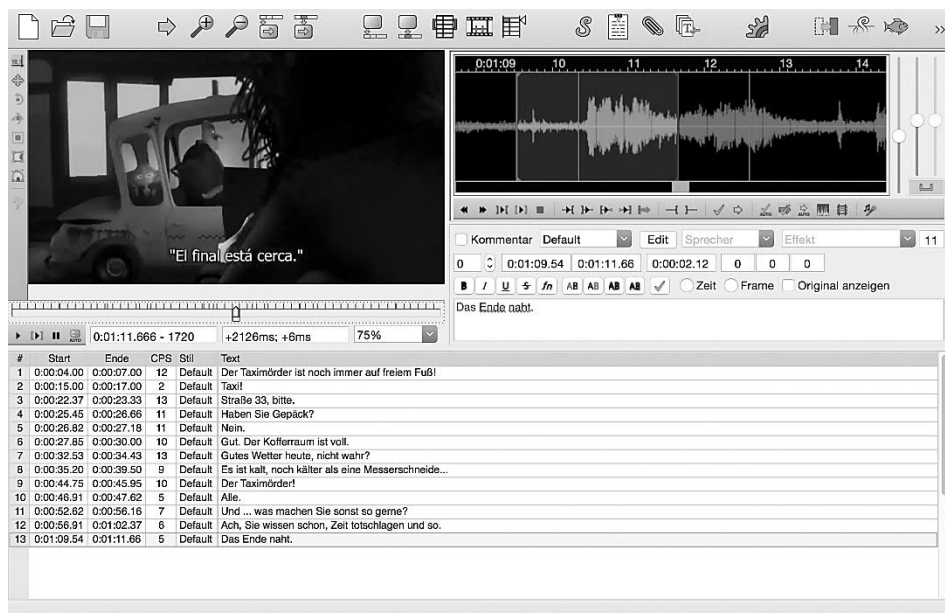 0:01:09 10 11 12 13 14
"El final está cerca."
Kommentar Default Edit Sprecher Effekt 11
0 0:01:09.54 0:01:11.66 0:00:02.12 0 0 0
B I U S fn AB AB AB AB Zeit Frame Original anzeigen
Das Ende naht.
AUTO 0:01:11.666 - 1720 +2126ms; +6ms 75%
# Start Ende CPS Stil Text
1 0:00:04.00 0:00:07.00 12 Default Der Taximörder ist noch immer auf freiem Fuß!
2 0:00:15.00 0:00:17.00 2 Default Taxi!
3 0:00:22.37 0:00:23.33 13 Default Straße 33, bitte.
4 0:00:25.45 0:00:26.66 11 Default Haben Sie Gepäck?
5 0:00:26.82 0:00:27.18 11 Default Nein.
6 0:00:27.85 0:00:30.00 10 Default Gut. Der Kofferraum ist voll.
7 0:00:32.53 0:00:34.43 13 Default Gutes Wetter heute, nicht wahr?
8 0:00:35.20 0:00:39.50 9 Default Es ist kalt, noch kälter als eine Messerschneide...
9 0:00:44.75 0:00:45.95 10 Default Der Taximörder!
10 0:00:46.91 0:00:47.62 5 Default Alle.
11 0:00:52.62 0:00:56.16 7 Default Und ... was machen Sie sonst so gerne?
12 0:00:56.91 0:01:02.37 6 Default Ach, Sie wissen schon, Zeit totschlagen und so.
13 0:01:09.54 0:01:11.66 5 Default Das Ende naht.